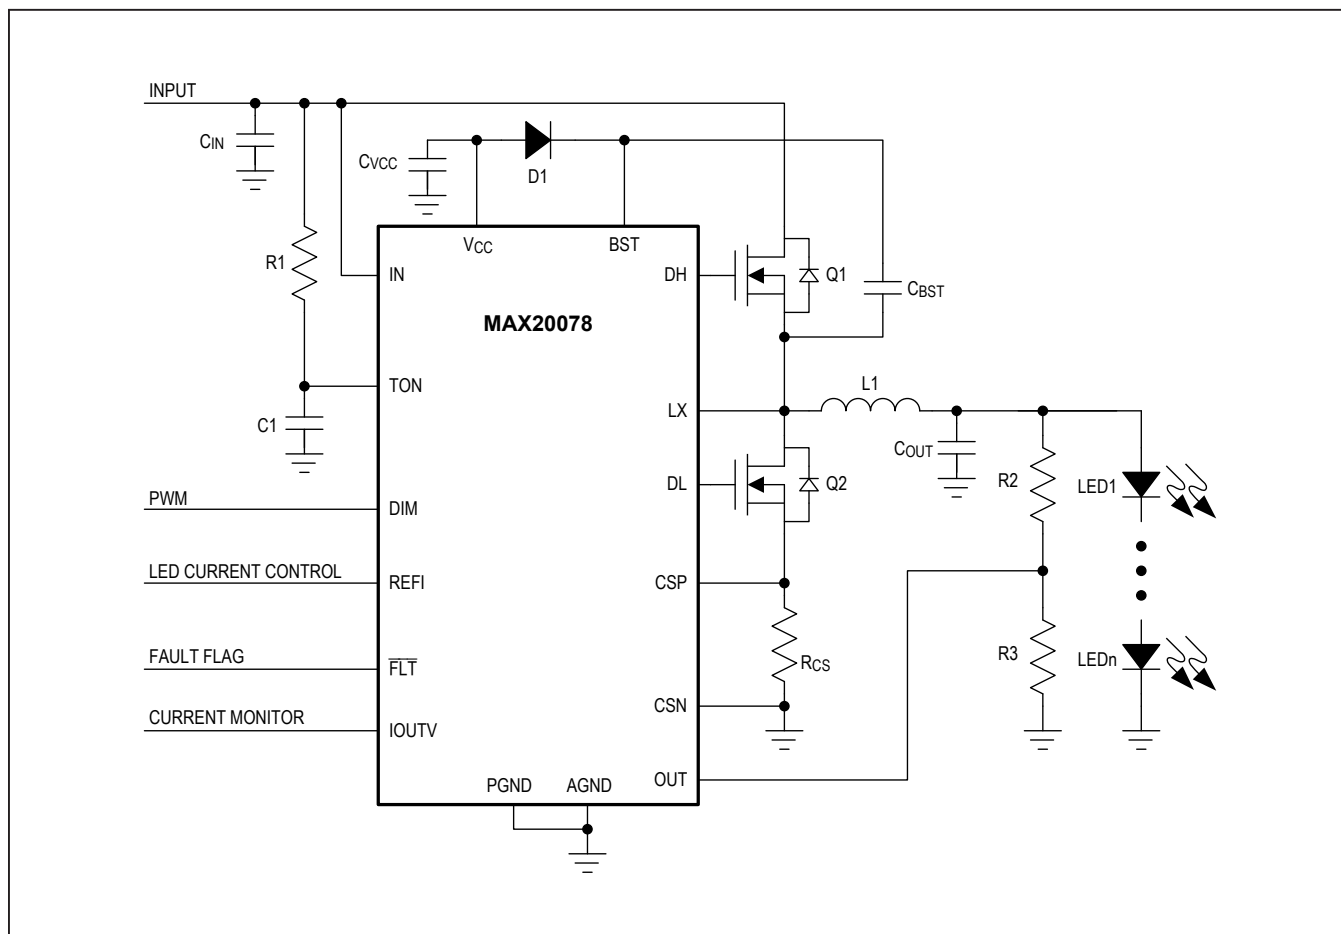 INPUT
CIN
CVCC
D1
VCC
BST
R1
IN
DH
Q1
CBST
MAX20078
TON
LX
L1
C1
COUT
R2
LED1
DL
Q2
PWM
DIM
LED CURRENT CONTROL
REFI
CSP
FAULT FLAG
FLT
RCS
R3
LEDn
CURRENT MONITOR
IOUTV
CSN
OUT
PGND
AGND